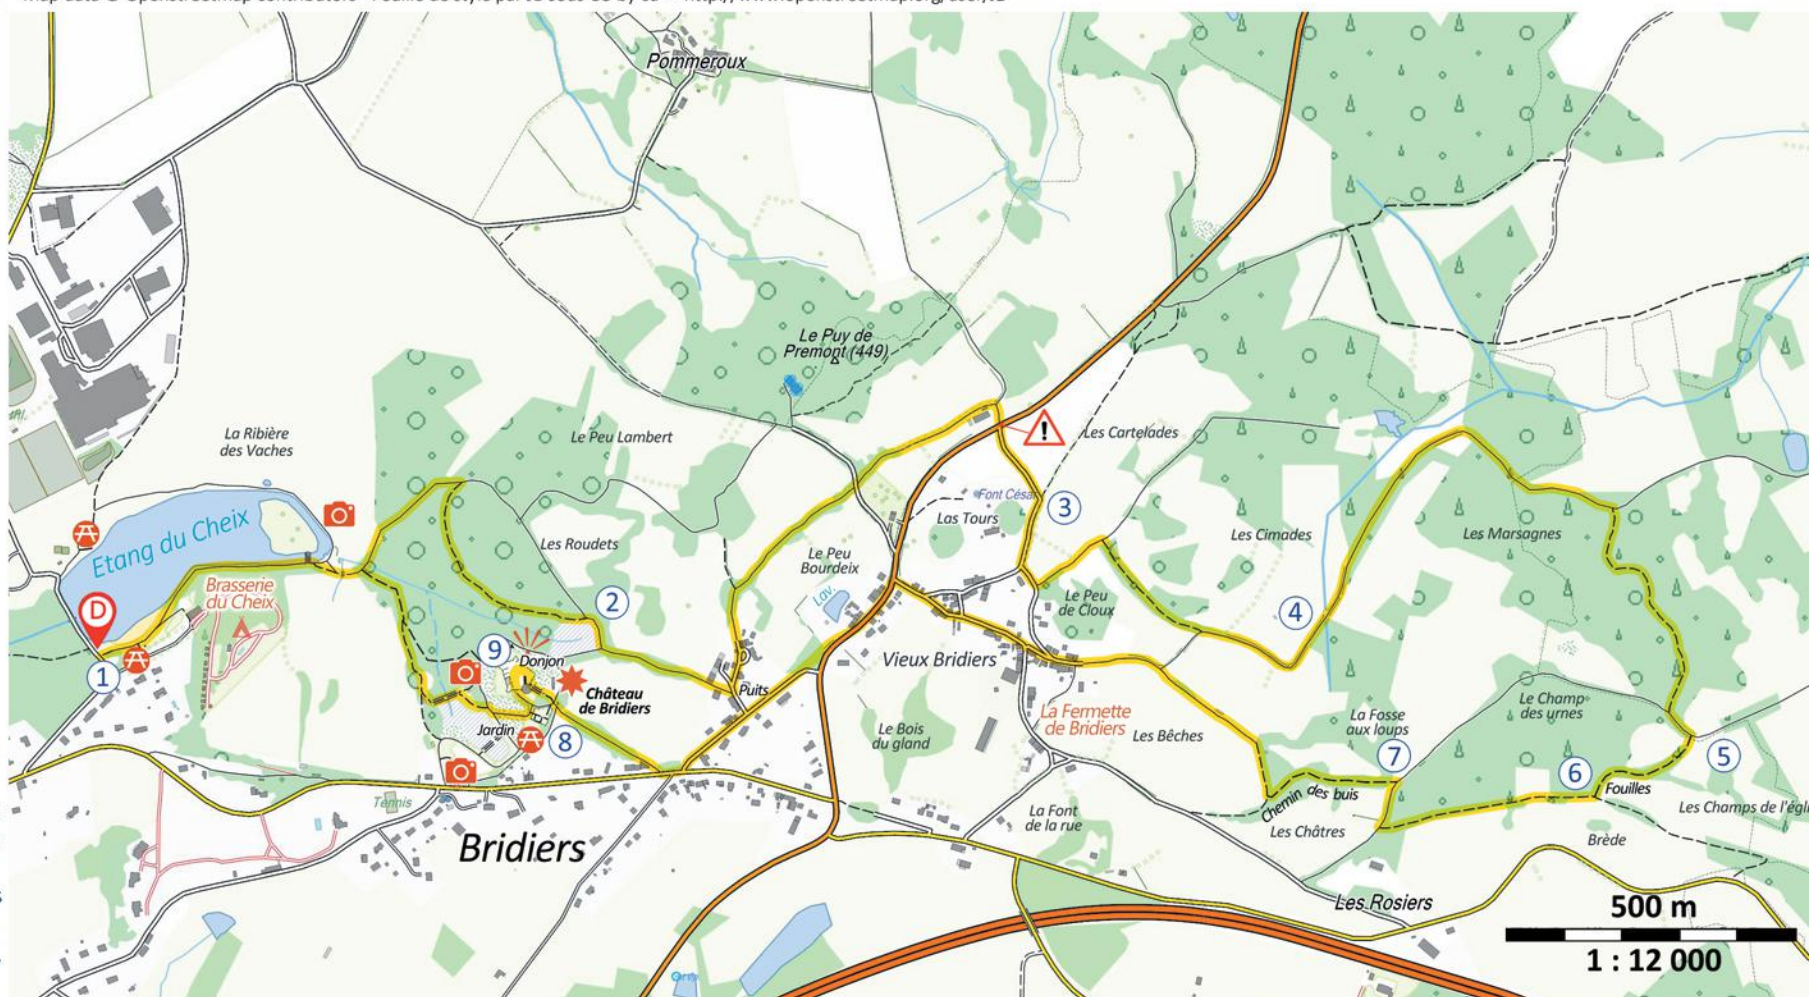 Pommeroux
Le Puy de
Premont (449)
La Ribière
des Vaches
Le Peu Lambert
Les Cartelades
!
Etang du Cheix
Font César
3
Las Tours
Les Cimades
Les Marsagnes
Les Roudets
Le Peu
Bourdeix
Lav.
Brasserie
du Cheix
D
2
Le Peu
de Cloux
4
1
9
Donjon
Château
de Bridiers
Puits
Vieux Bridiers
Jardin
8
Le Bois
du gland
La Fermette
de Bridiers
Les Bêches
La Fosse
aux loups
Le Champ
des urnes
7
6
5
Fouilles
Chemin des buis
Les Champs de l'égli
Tennis
La Font
de la rue
Les Châtres
Brède
Bridiers
Les Rosiers
500 m
1 : 12 000